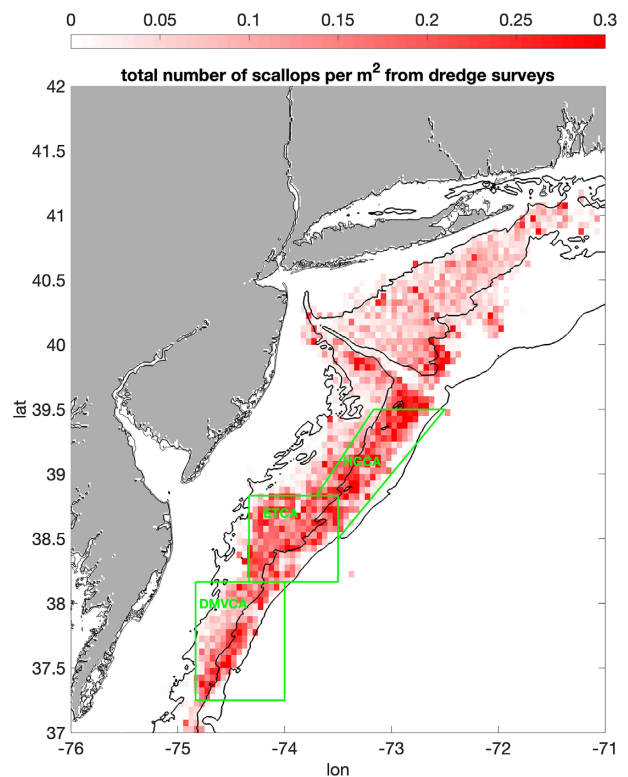 0 0.05 0.1 0.15 0.2 0.25 0.3
total number of scallops per m2 from dredge surveys
42
41.5
41
40.5
40
39.5
39
38.5
38
37.5
37
lat
HCCA
ETCA
DMVCA
-76 -75 -74 -73 -72 -71
lon